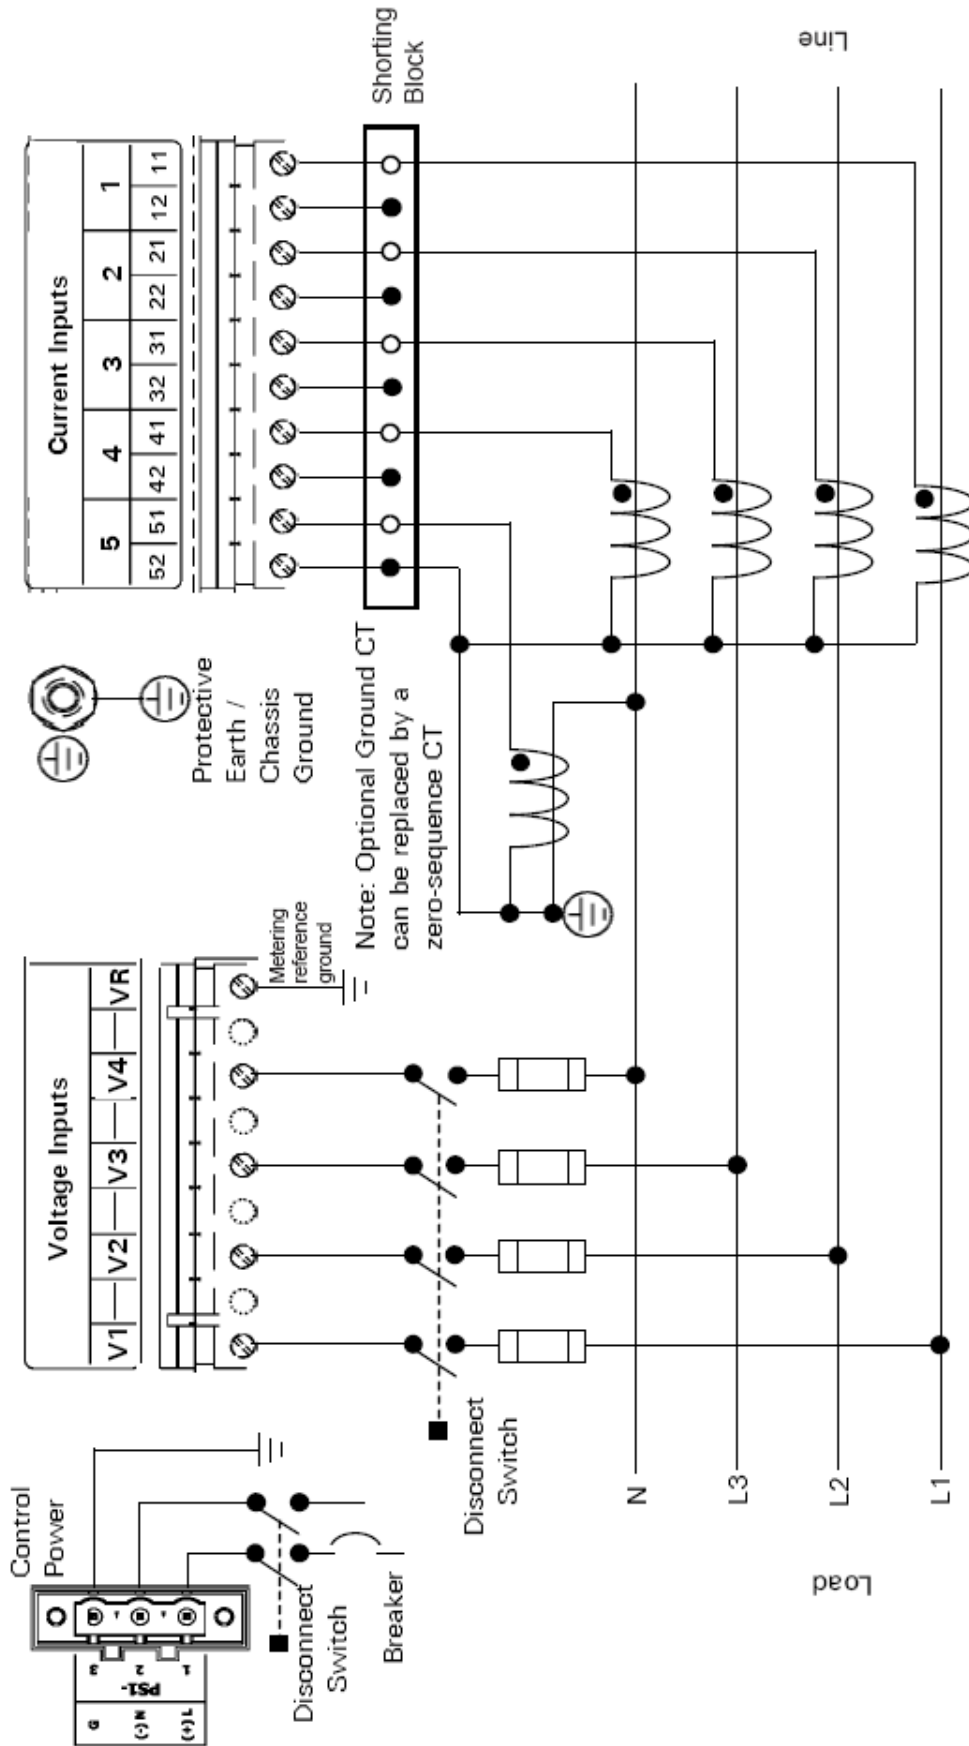 Control
Power
G
N (-)
L (+)
PS1-
3
2
1
Disconnect
Switch
Breaker
Voltage Inputs
V1
V2
V3
V4
VR
Metering
reference
ground
Disconnect
Switch
Protective
Earth /
Chassis
Ground
Note: Optional Ground CT
can be replaced by a
zero-sequence CT
Current Inputs
5
4
3
2
1
52
51
42
41
32
31
22
21
12
11
Shorting
Block
N
L3
L2
L1
Load
Line